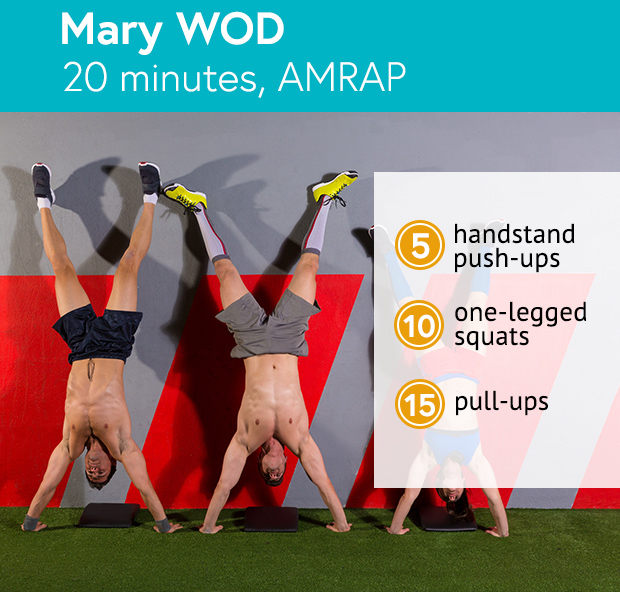 Mary WOD
20 minutes, AMRAP
5 handstand
push-ups
10 one-legged
squats
15 pull-ups